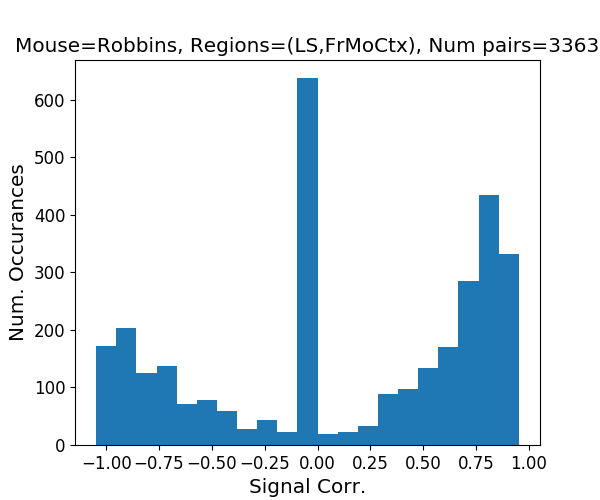 Mouse=Robbins, Regions=(LS,FrMoCtx), Num pairs=3363
600
500
400
300
200
100
0
Num. Occurances
−1.00 −0.75 −0.50 −0.25 0.00 0.25 0.50 0.75 1.00
Signal Corr.